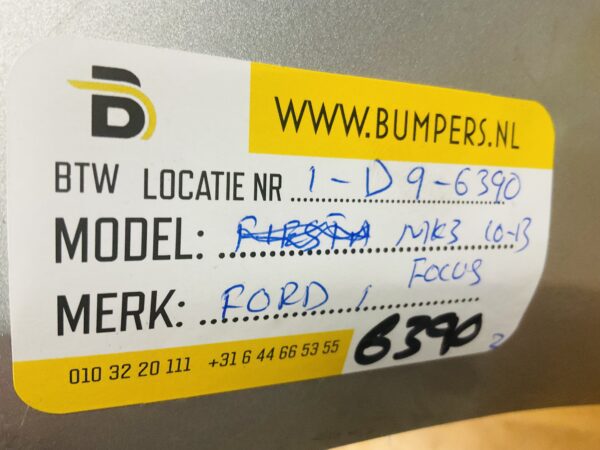 B
WWW.BUMPERS.NL
BTW LOCATIE NR 1-D9-6390
MODEL: FIESTA MK3 10-13
FOCUS
MERK: FORD
010 32 20 111 +31 6 44 66 53 55
6390 2